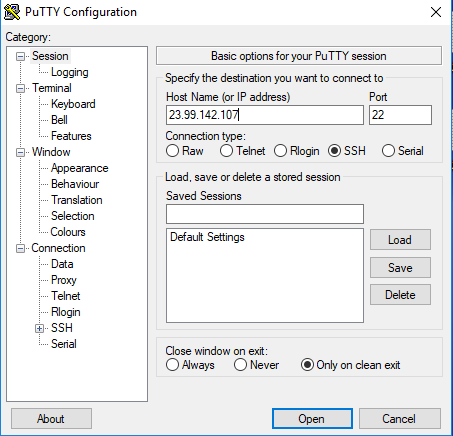 PuTTY Configuration
Category:
Session
Logging
Terminal
Keyboard
Bell
Features
Window
Appearance
Behaviour
Translation
Selection
Colours
Connection
Data
Proxy
Telnet
Rlogin
SSH
Serial
Basic options for your PuTTY session
Specify the destination you want to connect to
Host Name (or IP address) Port
23.99.142.107 22
Connection type:
Raw Telnet Rlogin SSH Serial
Load, save or delete a stored session
Saved Sessions
Default Settings
Load
Save
Delete
Close window on exit:
Always Never Only on clean exit
About Open Cancel